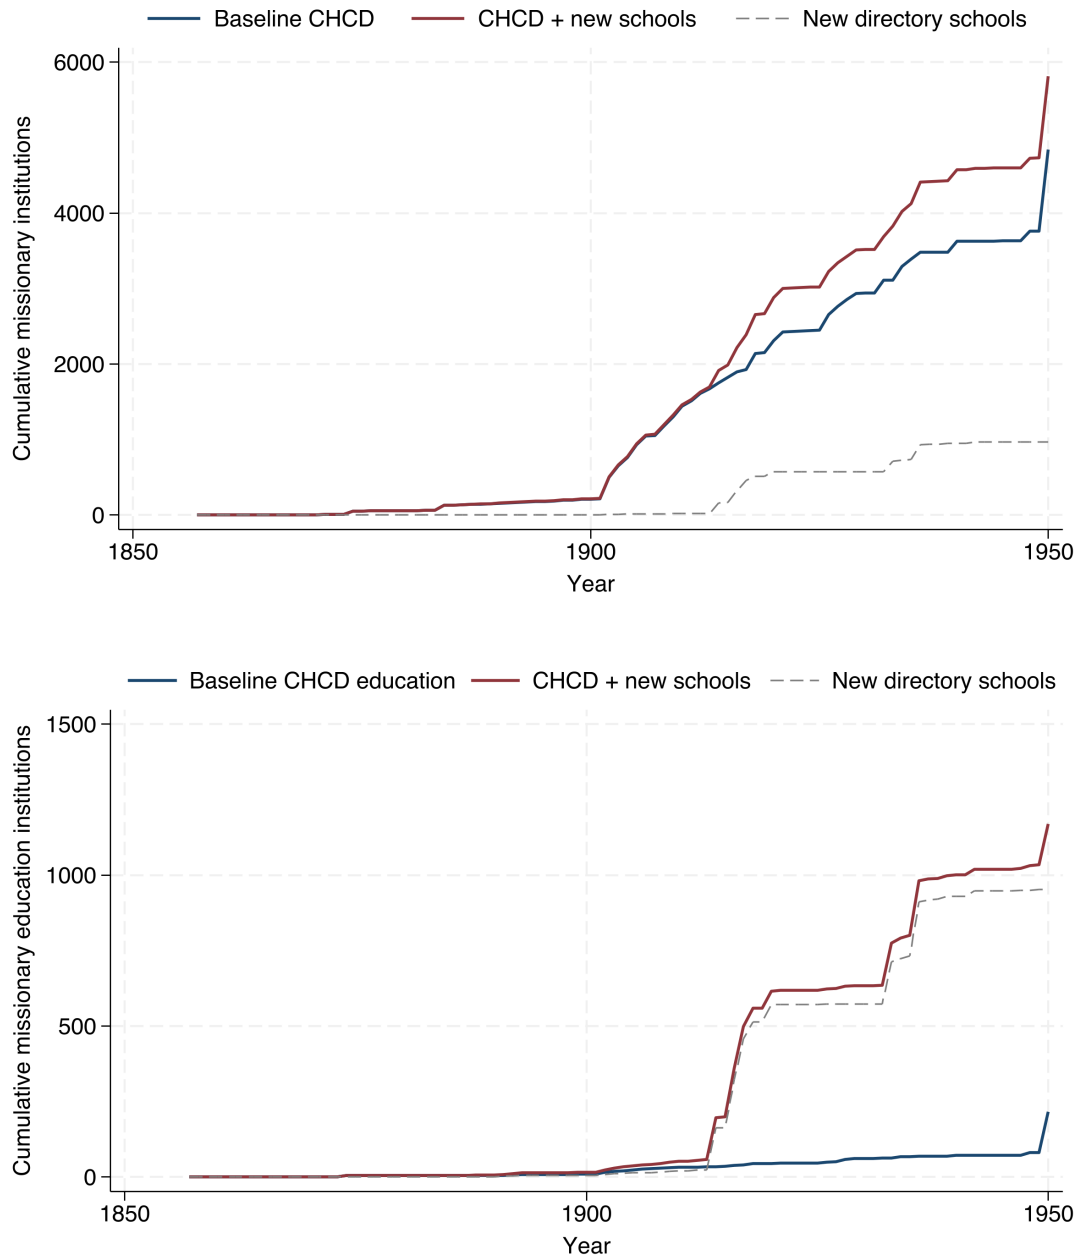 Baseline CHCD CHCD + new schools New directory schools
Cumulative missionary institutions
6000
4000
2000
0
1850 1900 1950
Year
Baseline CHCD education CHCD + new schools New directory schools
Cumulative missionary education institutions
1500
1000
500
0
1850 1900 1950
Year